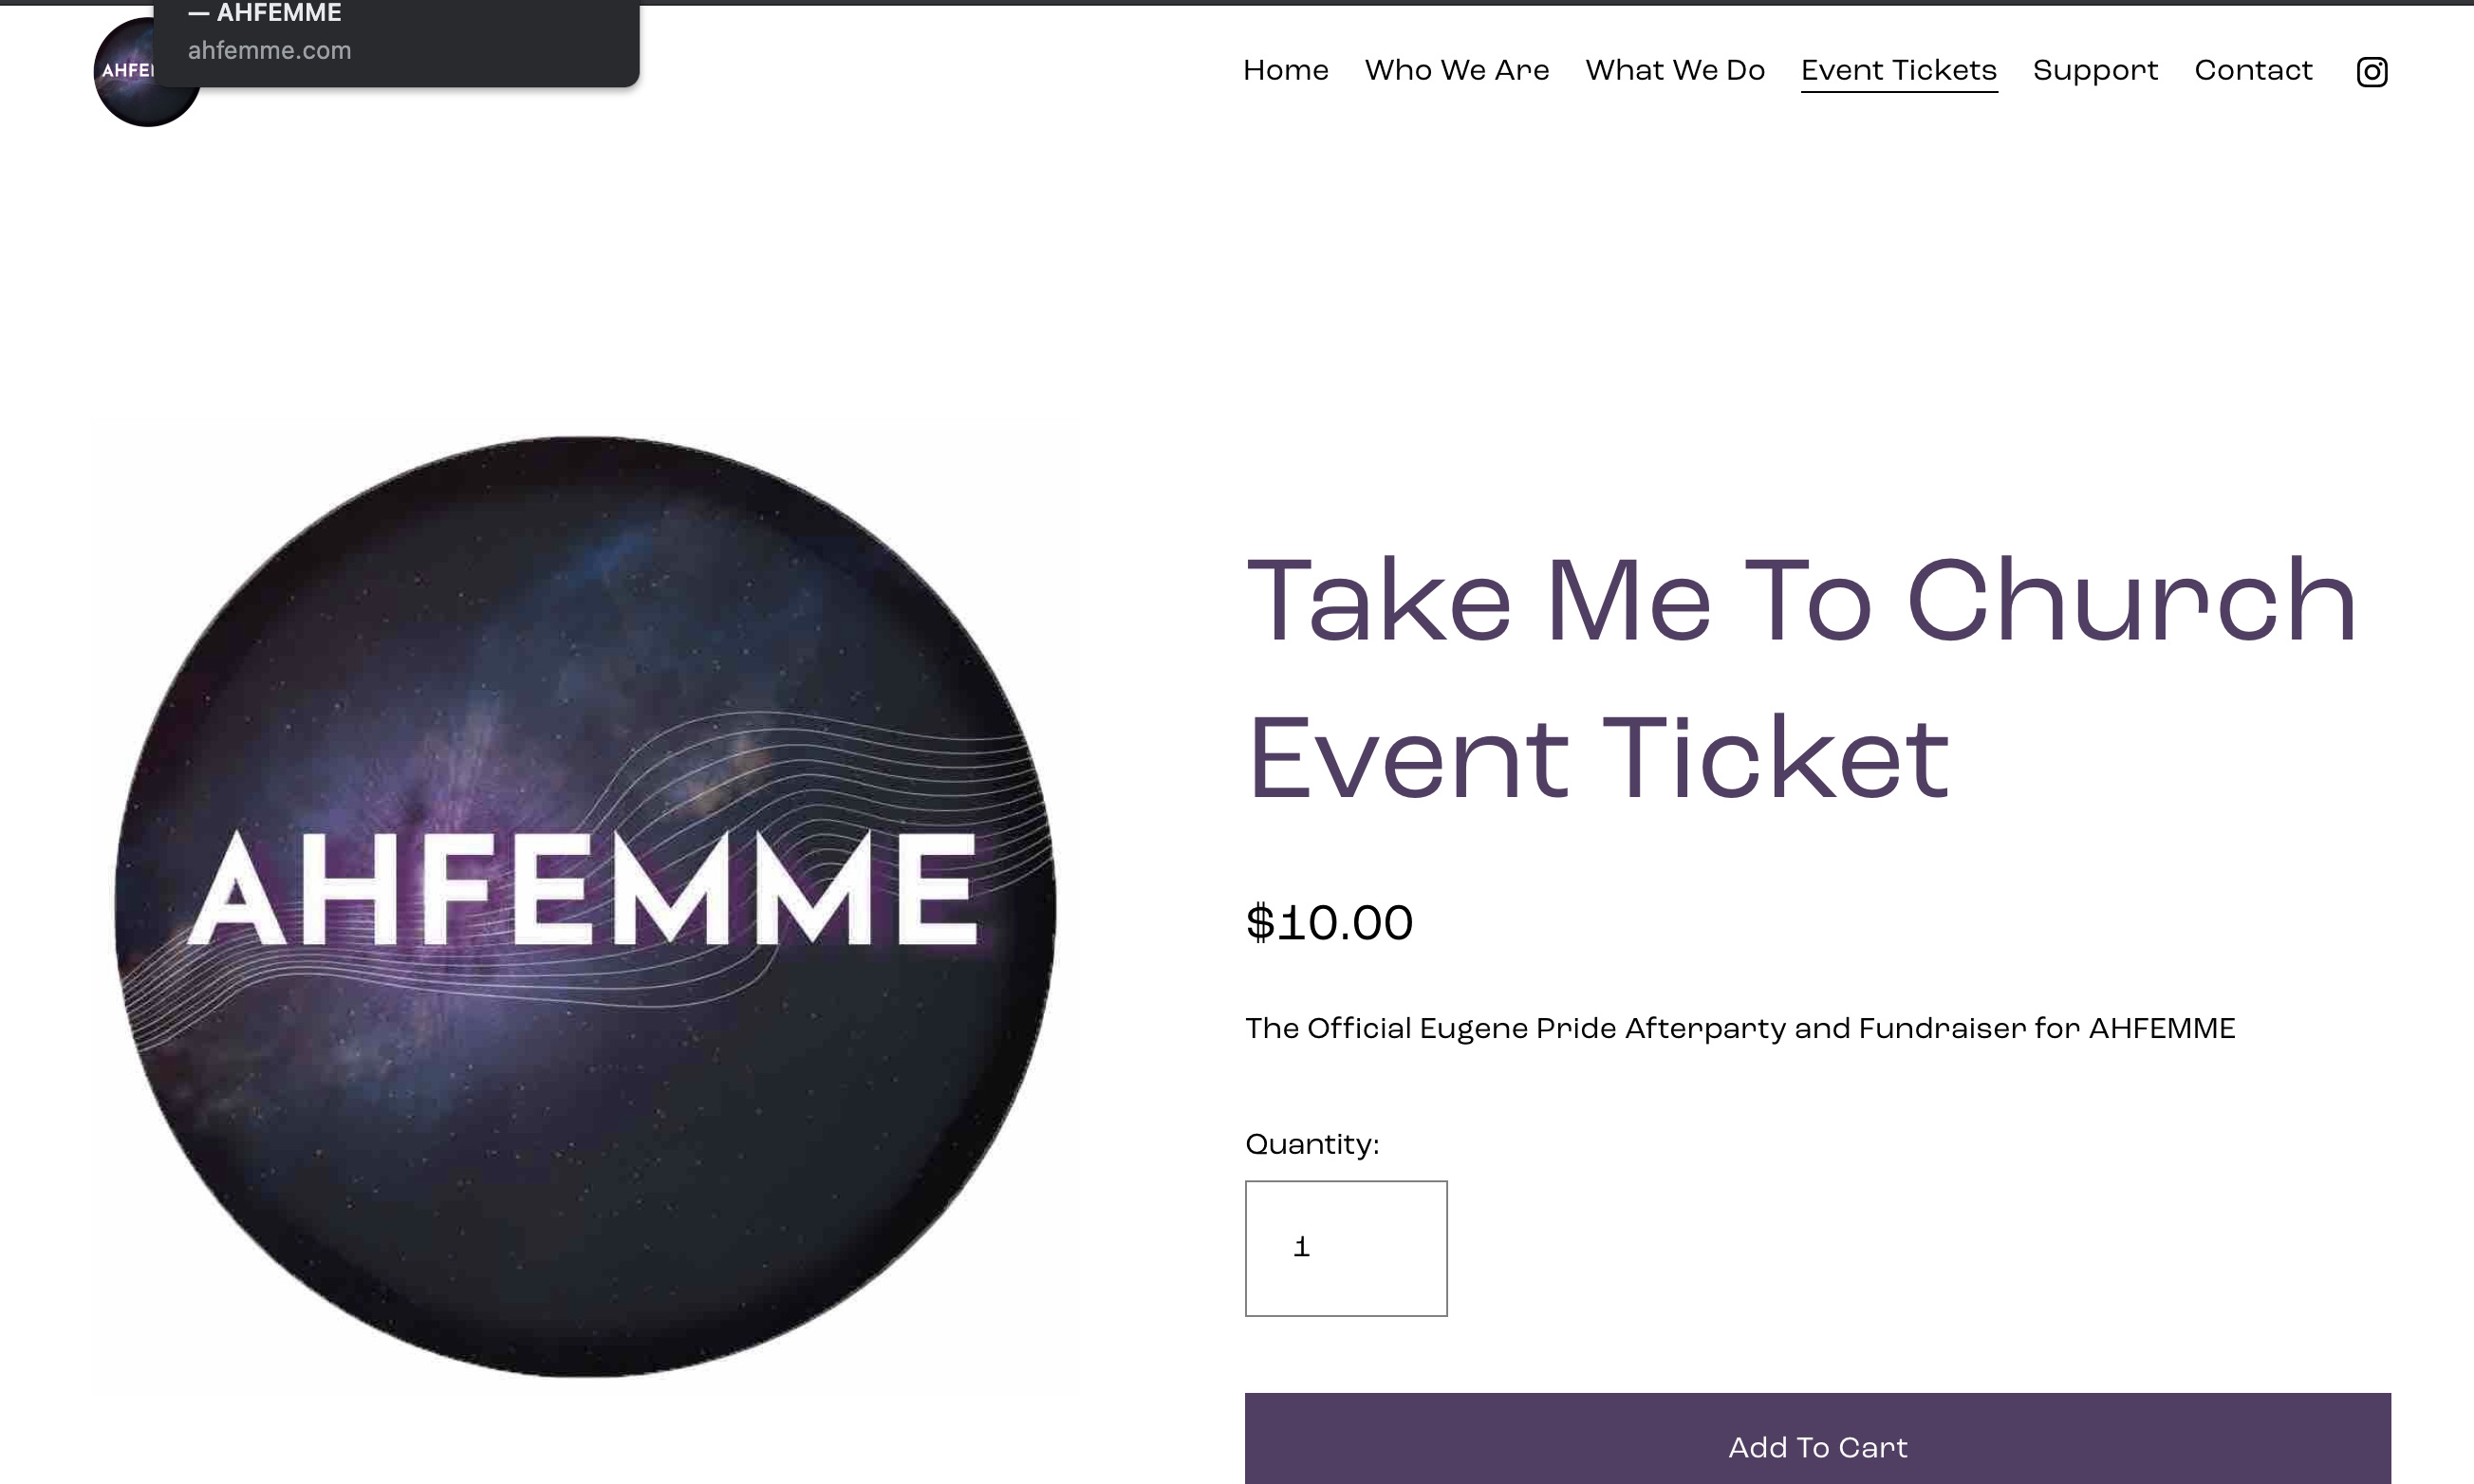 — AHFEMME
ahfemme.com
Home Who We Are What We Do Event Tickets Support Contact
AHFEMME
Take Me To Church
Event Ticket
$10.00
The Official Eugene Pride Afterparty and Fundraiser for AHFEMME
Quantity:
1
Add To Cart